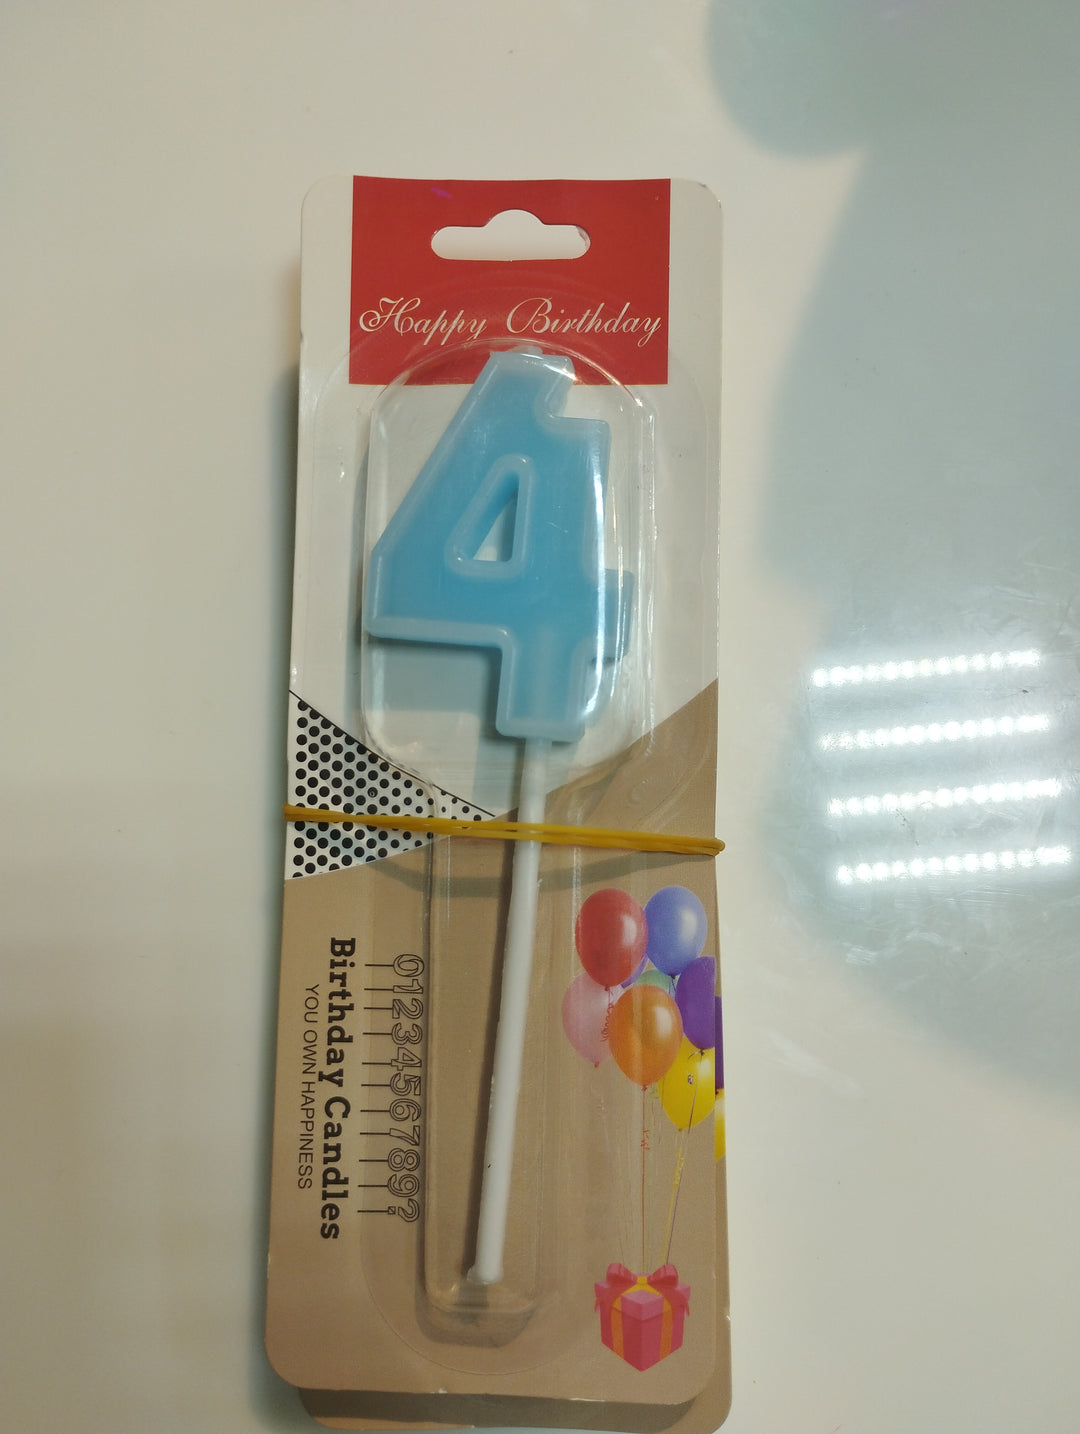 Happy Birthday
4
0123456789?
Birthday Candles
YOU OWN HAPPINESS